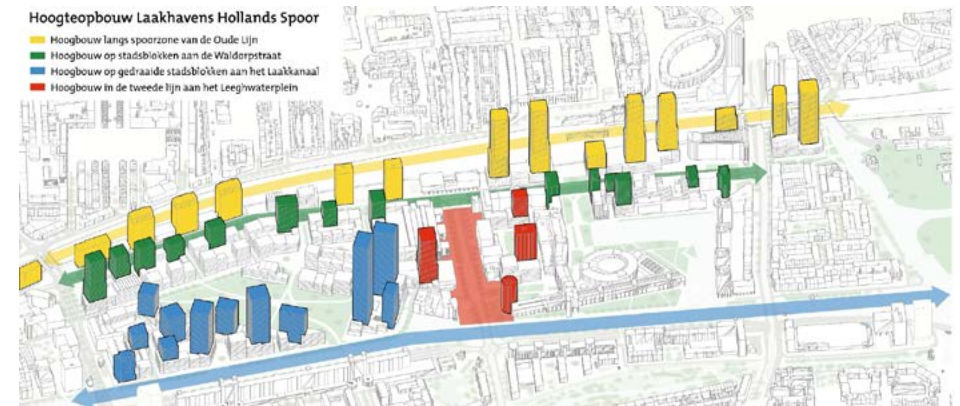 Hoogteopbouw Laakhavens Hollands Spoor
Hoogbouw langs spoorzone van de Oude Lijn
Hoogbouw op stadsblokken aan de Waldorpstraat
Hoogbouw op gedraaide stadsblokken aan het Laakkanaal
Hoogbouw in de tweede lijn aan het Leeghwaterplein